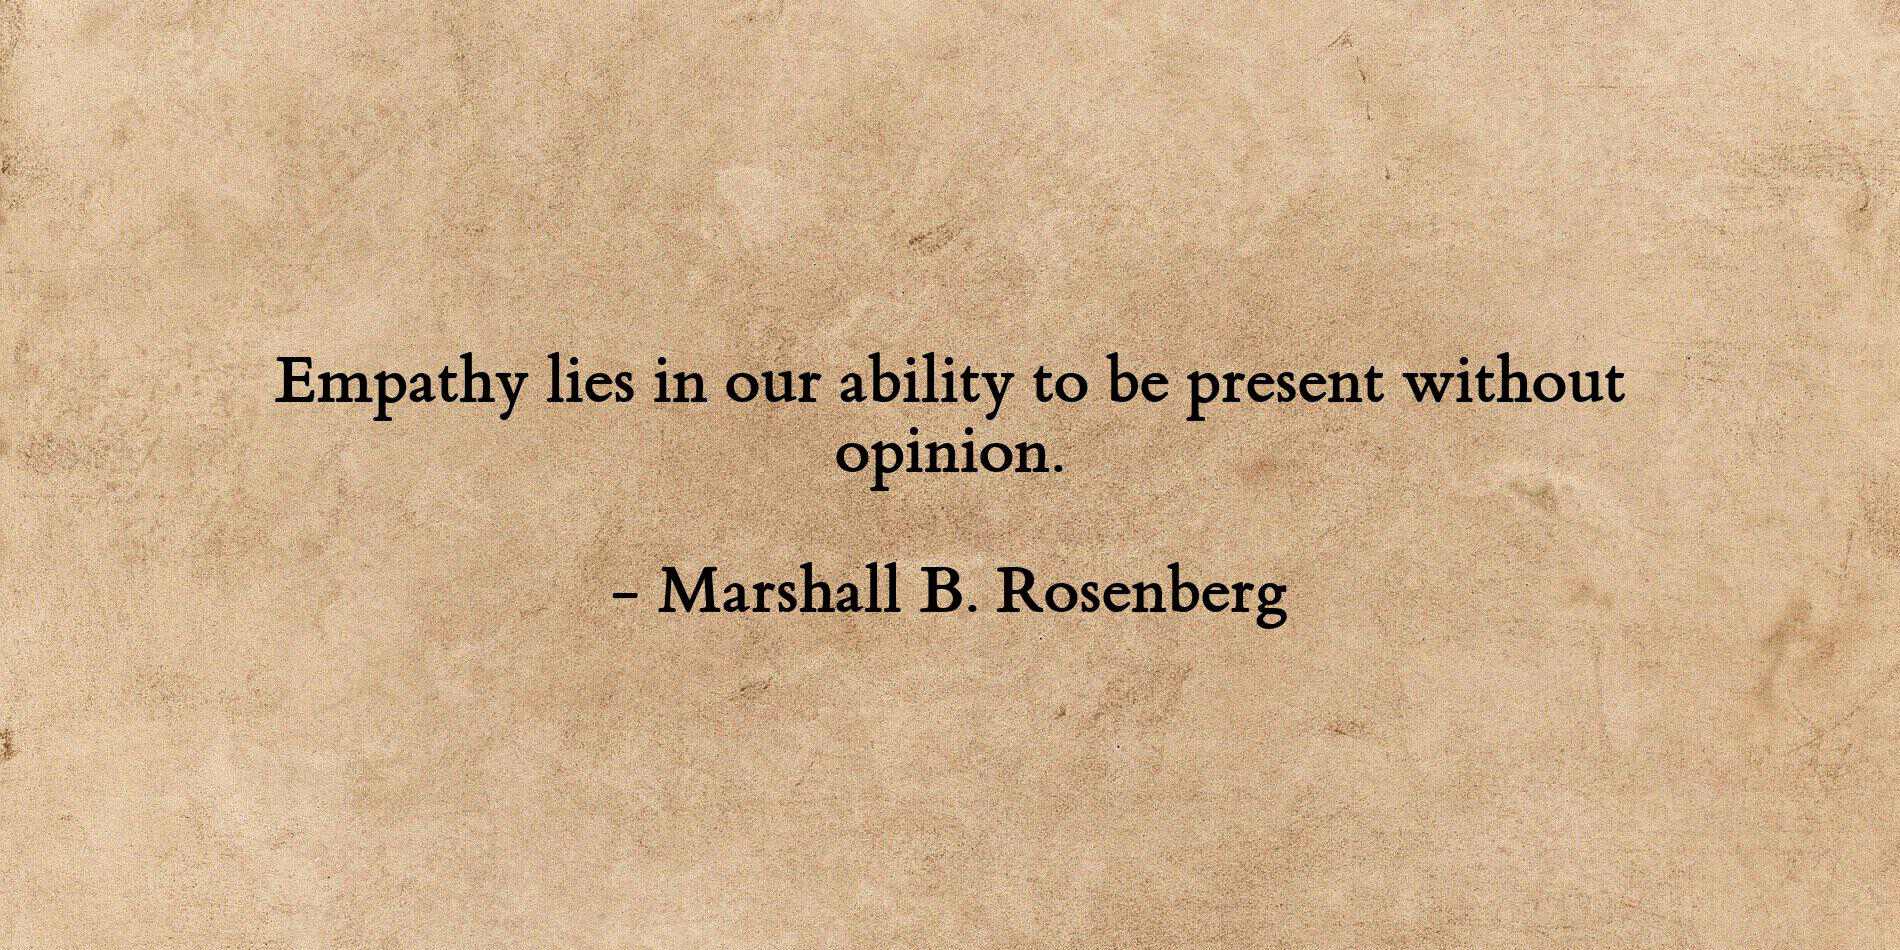 Empathy lies in our ability to be present without
opinion.
- Marshall B. Rosenberg